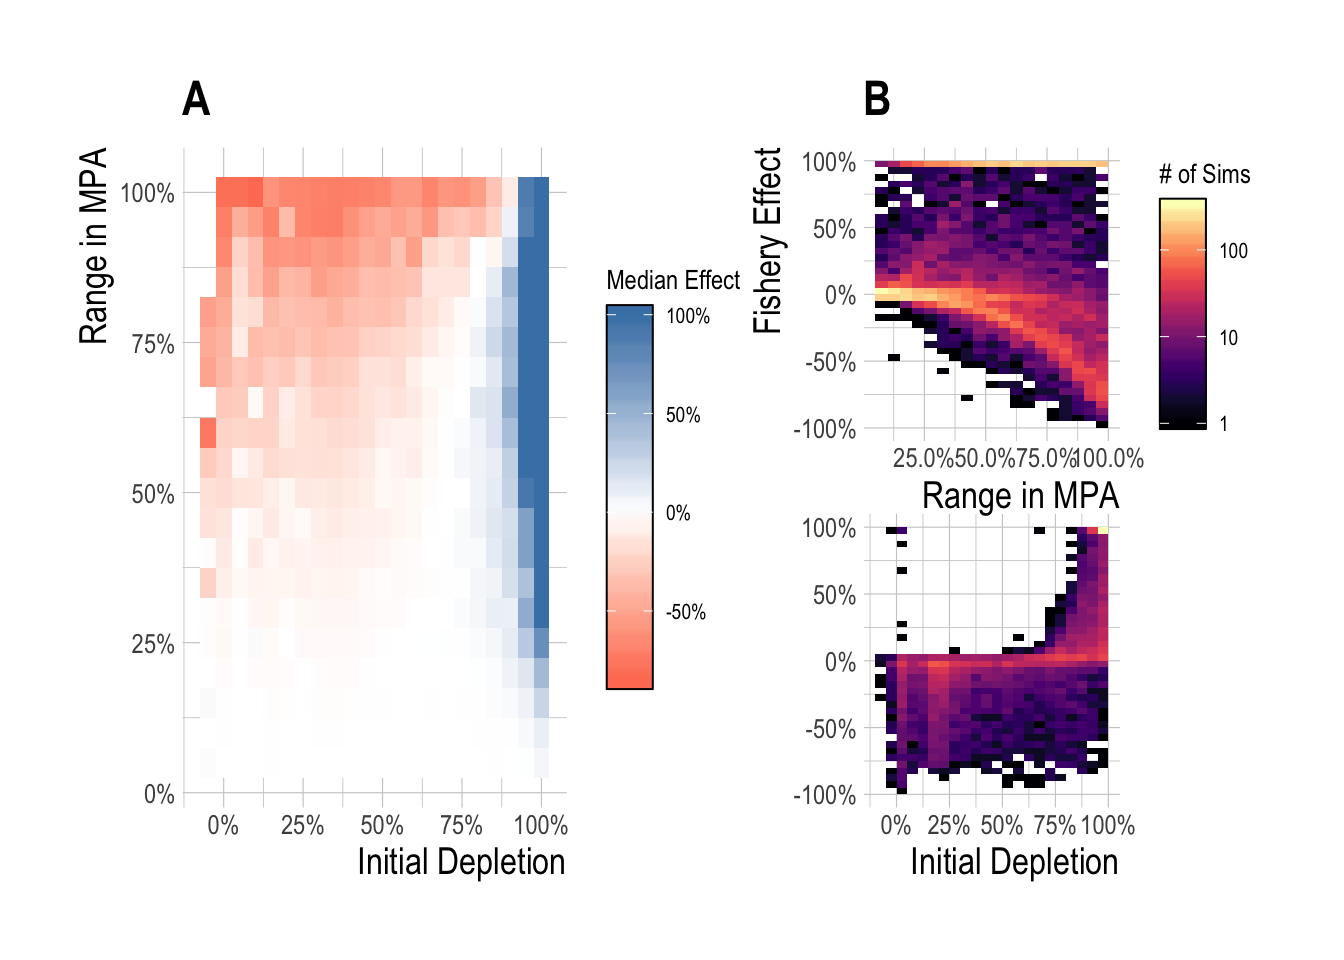 A
Range in MPA
100%
75%
50%
25%
0%
0% 25% 50% 75% 100%
Initial Depletion
Median Effect
100%
50%
0%
-50%
B
Fishery Effect
100%
50%
0%
-50%
-100%
25.0% 50.0% 75.0% 100.0%
Range in MPA
# of Sims
100
10
1
100%
50%
0%
-50%
-100%
0% 25% 50% 75% 100%
Initial Depletion